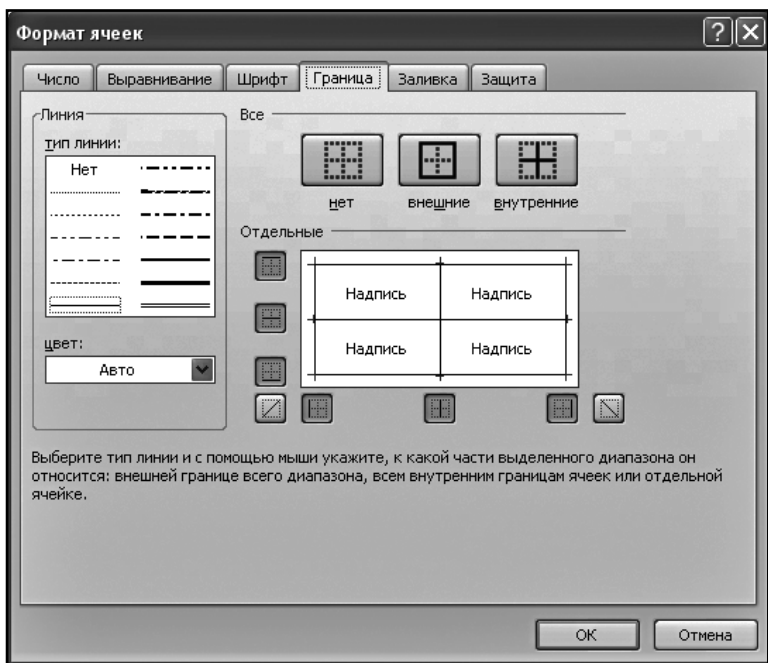 Формат ячеек
Число Выравнивание Шрифт Граница Заливка Защита
Линия
тип линии:
Нет
цвет:
Авто
Все
нет внешние внутренние
Отдельные
Надпись Надпись
Надпись Надпись
Выберите тип линии и с помощью мыши укажите, к какой части выделенного диапазона он
относится: внешней границе всего диапазона, всем внутренним границам ячеек или отдельной
ячейке.
ОК Отмена